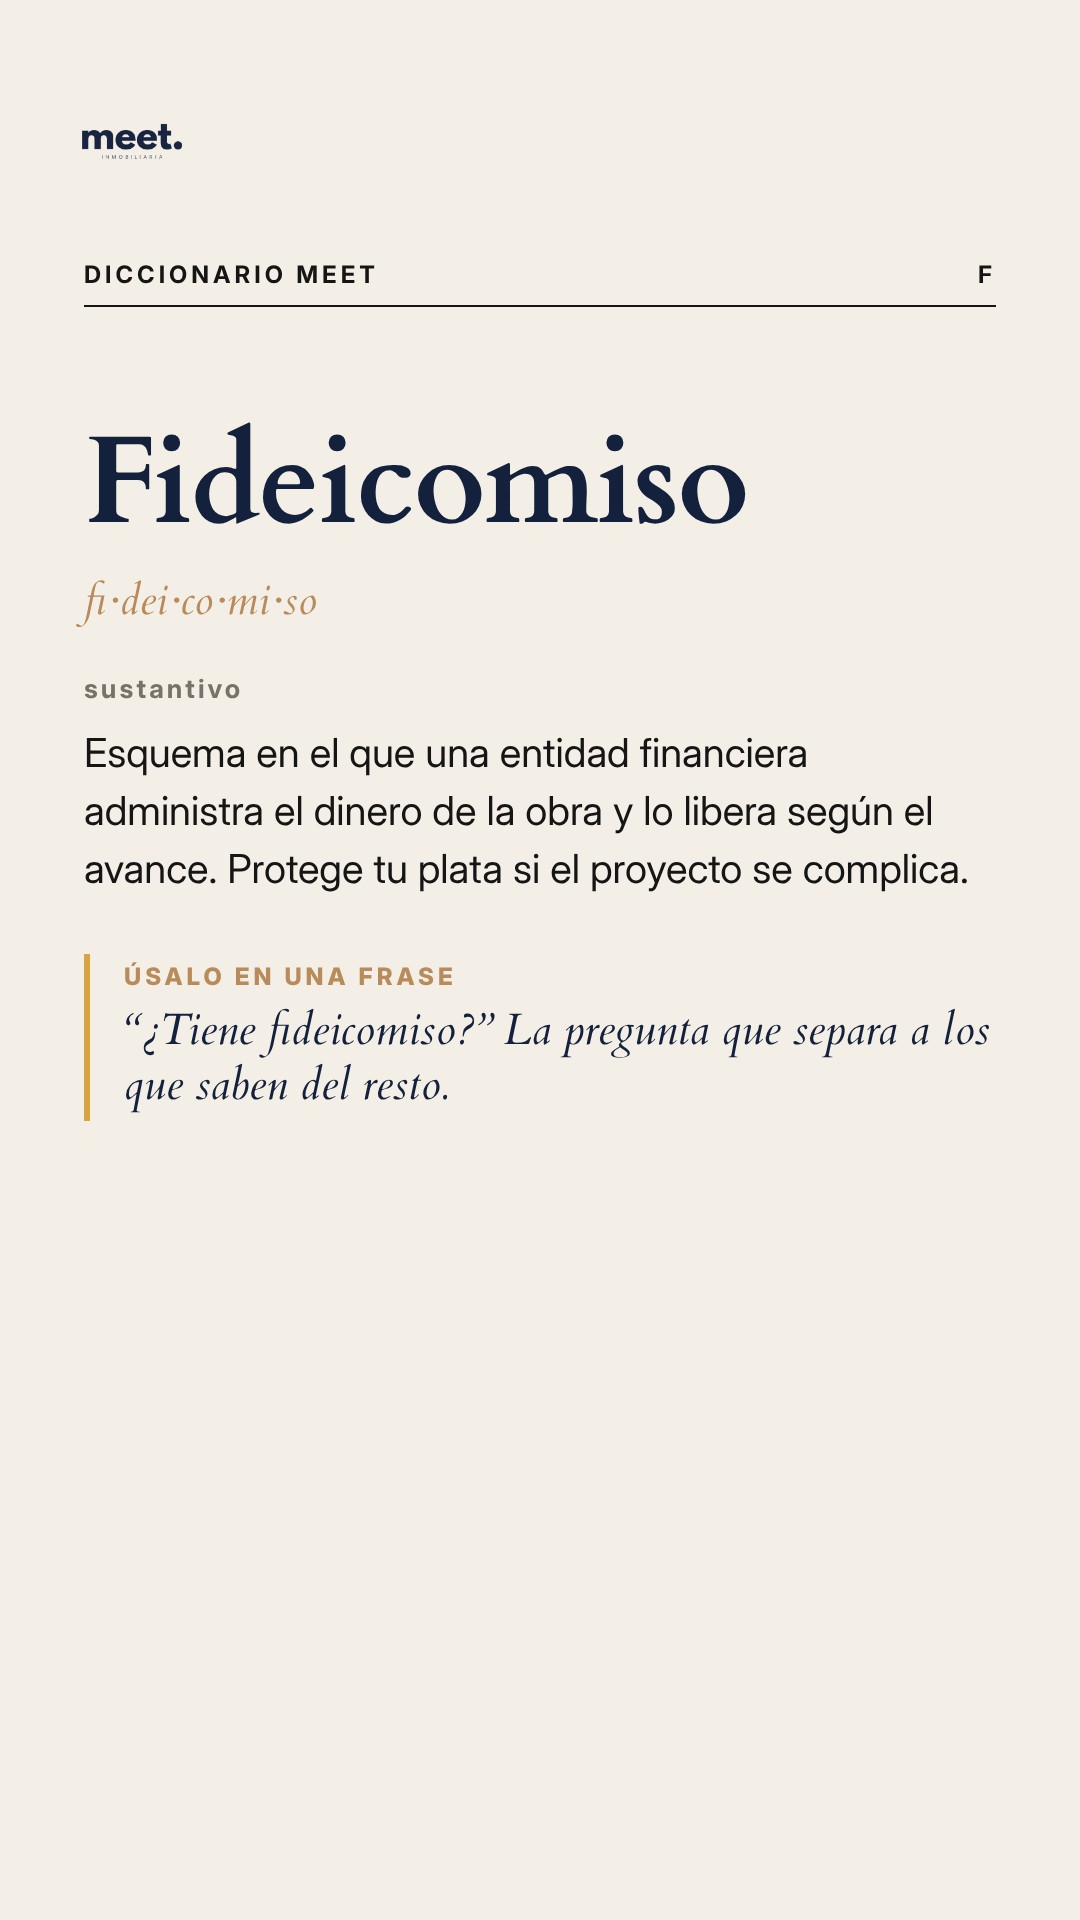 meet.
INMOBILIARIA
DICCIONARIO MEET F
Fideicomiso
fi·dei·co·mi·so
sustantivo
Esquema en el que una entidad financiera
administra el dinero de la obra y lo libera según el
avance. Protege tu plata si el proyecto se complica.
ÚSALO EN UNA FRASE
“¿Tiene fideicomiso?” La pregunta que separa a los
que saben del resto.